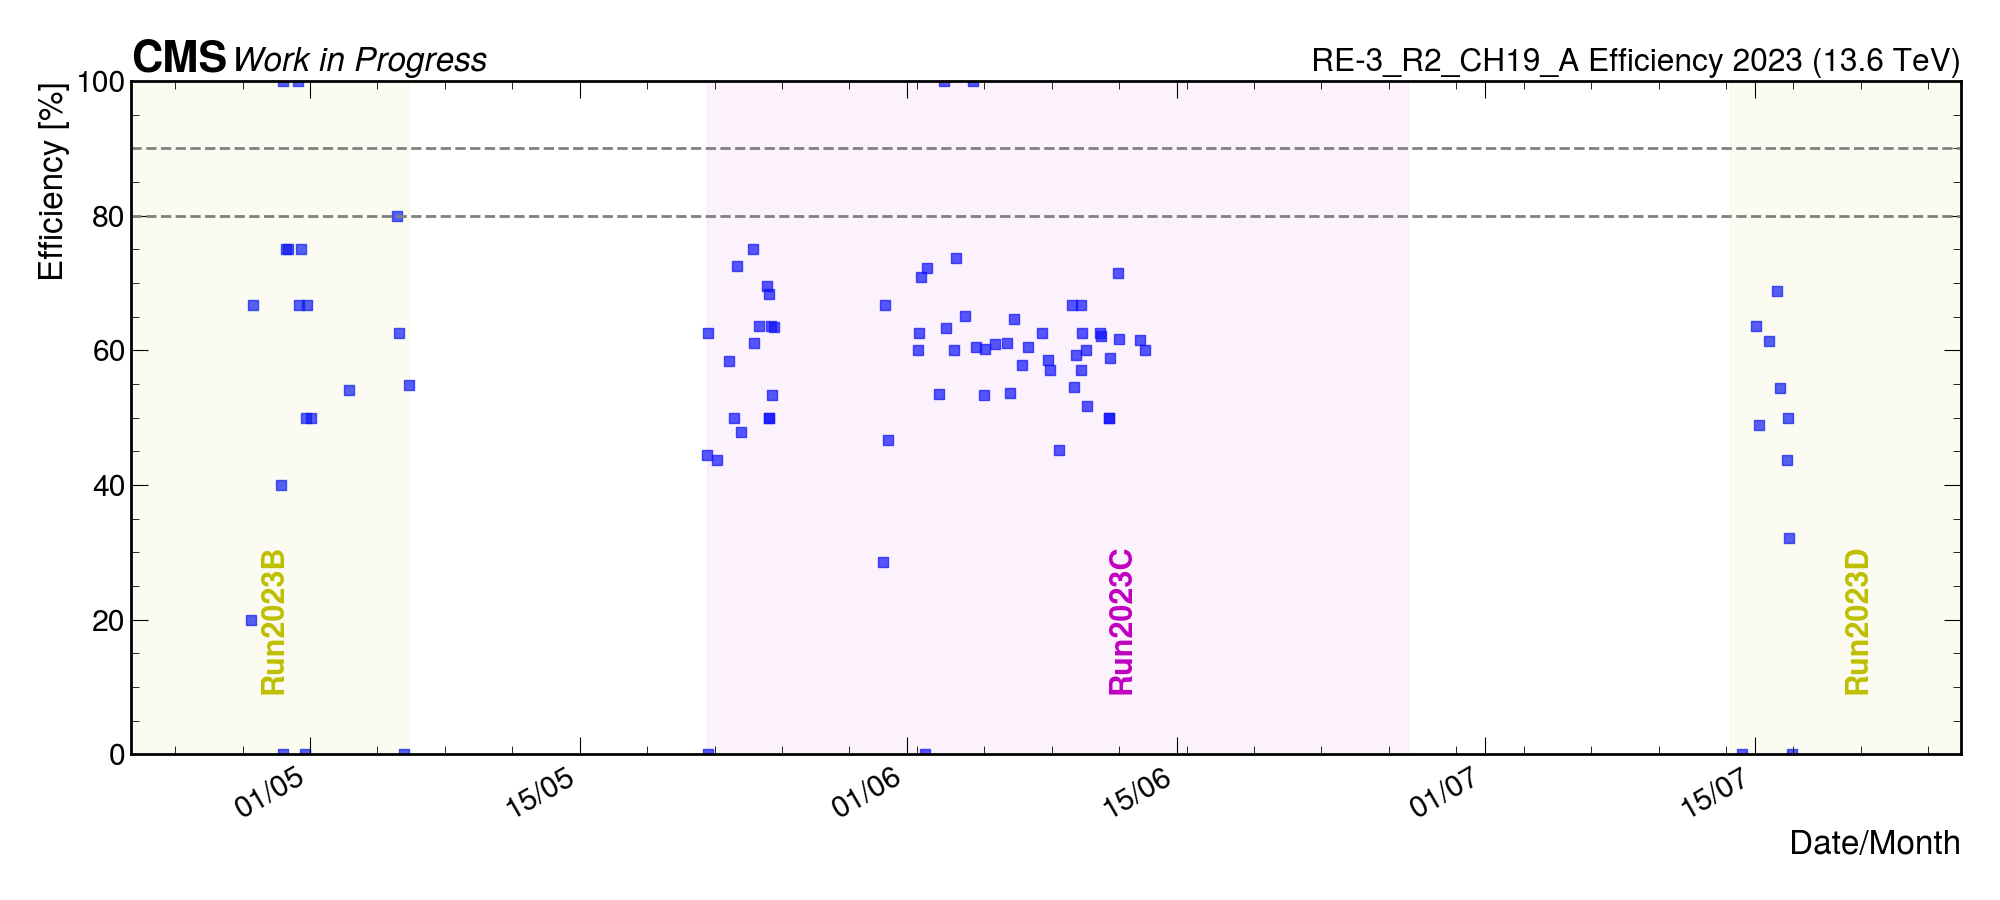 CMS Work in Progress
RE-3_R2_CH19_A Efficiency 2023 (13.6 TeV)
Efficiency [%]
100
80
60
40
20
0
Run2023B
Run2023C
Run2023D
01/05
15/05
01/06
15/06
01/07
15/07
Date/Month